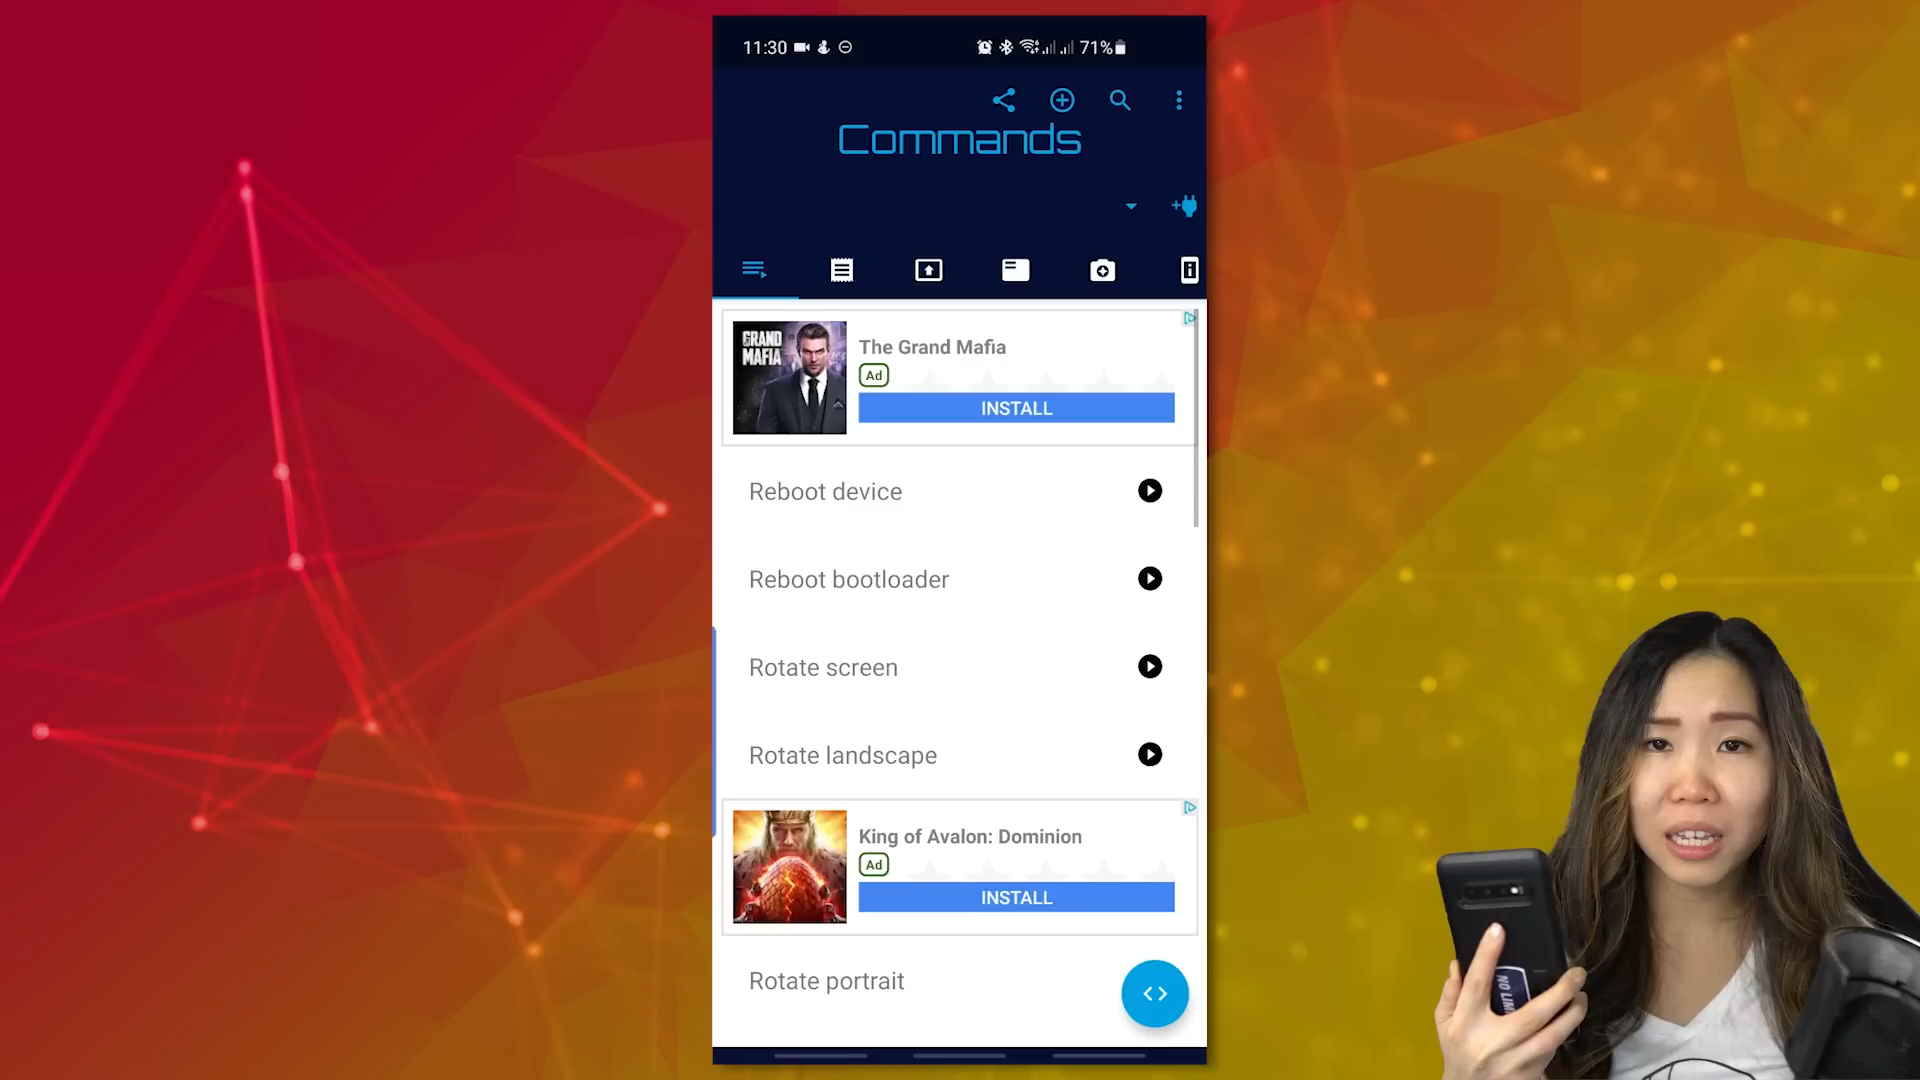 11:30
71%
Commands
GRAND
MAFIA
The Grand Mafia
Ad
INSTALL
Reboot device
Reboot bootloader
Rotate screen
Rotate landscape
King of Avalon: Dominion
Ad
INSTALL
Rotate portrait
<>